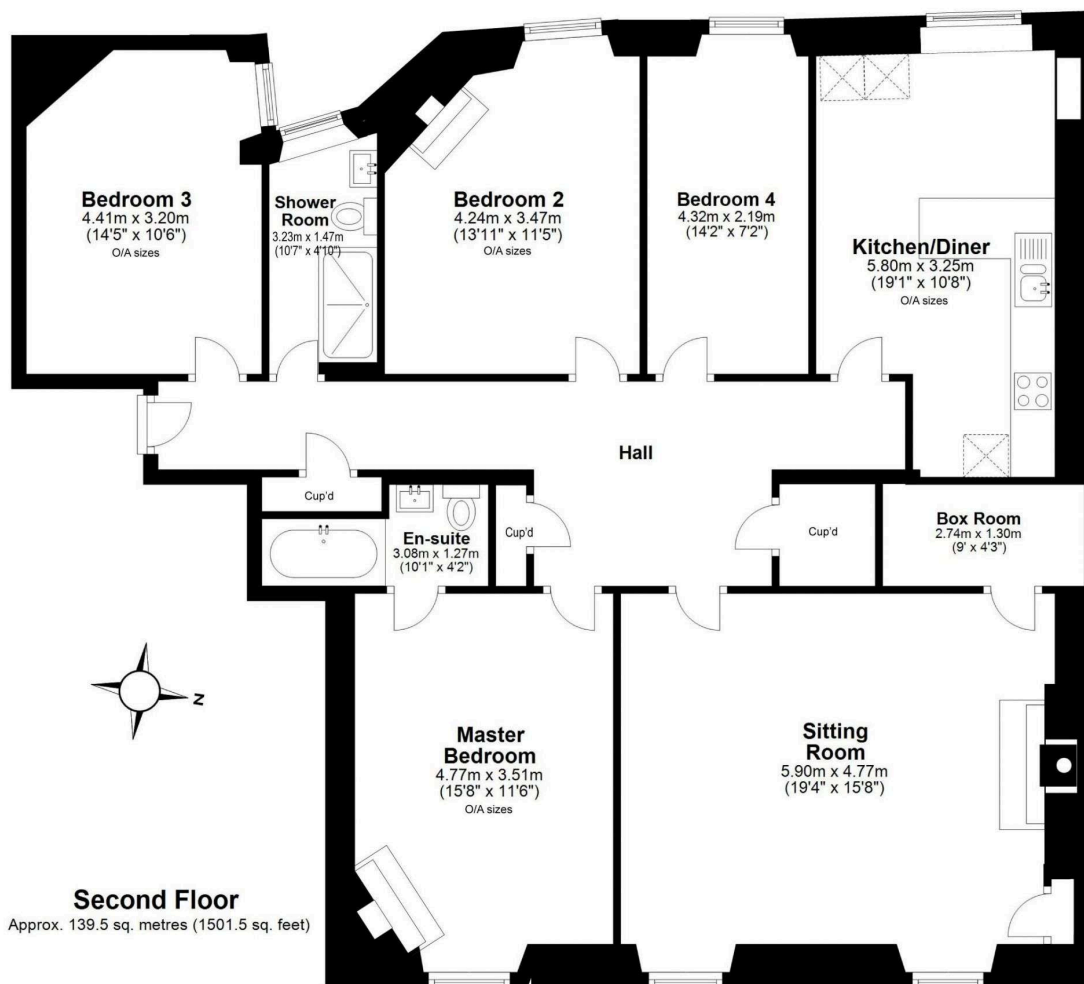 Bedroom 3
4.41m x 3.20m
(14'5" x 10'6")
O/A sizes
Shower
Room
3.23m x 1.47m
(10'7" x 4'10")
Bedroom 2
4.24m x 3.47m
(13'11" x 11'5")
O/A sizes
Bedroom 4
4.32m x 2.19m
(14'2" x 7'2")
Kitchen/Diner
5.80m x 3.25m
(19'1" x 10'8")
O/A sizes
Hall
Cup'd
En-suite
3.08m x 1.27m
(10'1" x 4'2")
Cup'd
Cup'd
Box Room
2.74m x 1.30m
(9' x 4'3")
N
Master
Bedroom
4.77m x 3.51m
(15'8" x 11'6")
O/A sizes
Sitting
Room
5.90m x 4.77m
(19'4" x 15'8")
Second Floor
Approx. 139.5 sq. metres (1501.5 sq. feet)